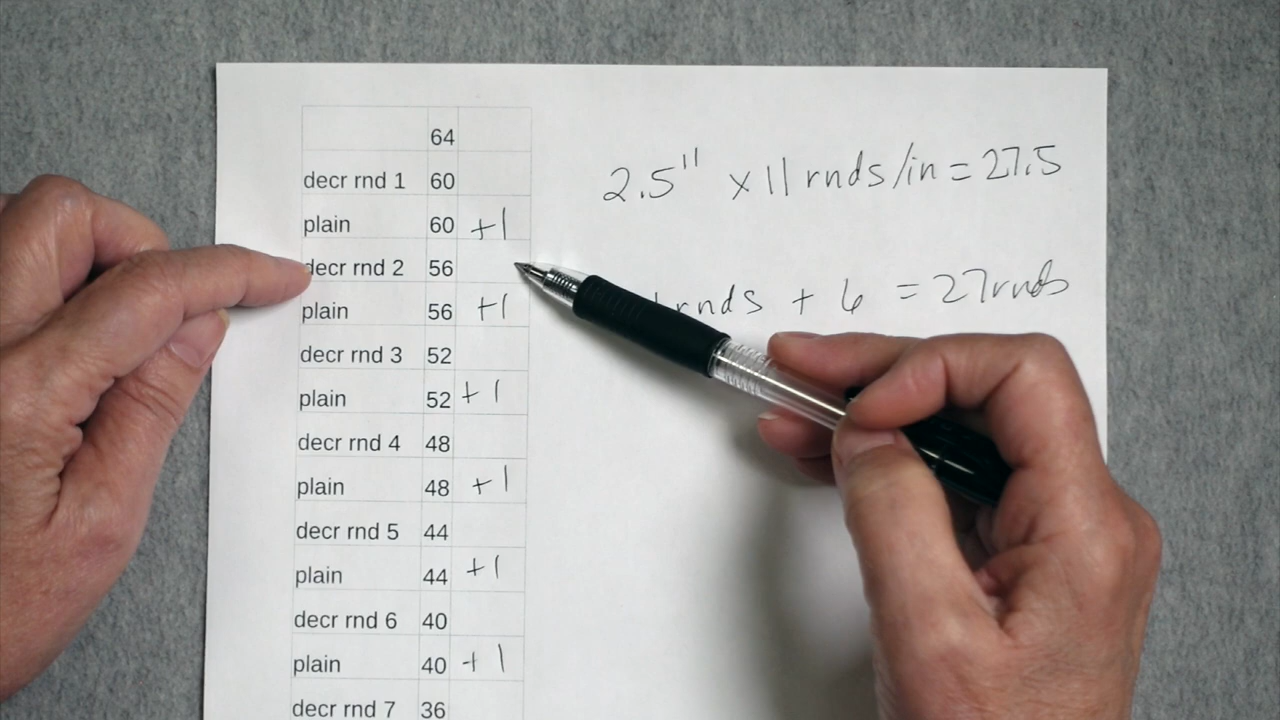 64
decr rnd 1 60
plain 60 +1
decr rnd 2 56
plain 56 +1
decr rnd 3 52
plain 52 +1
decr rnd 4 48
plain 48 +1
decr rnd 5 44
plain 44 +1
decr rnd 6 40
plain 40 +1
decr rnd 7 36
2.5" x 11 rnds/in = 27.5
rnds + 6 = 27 rnds